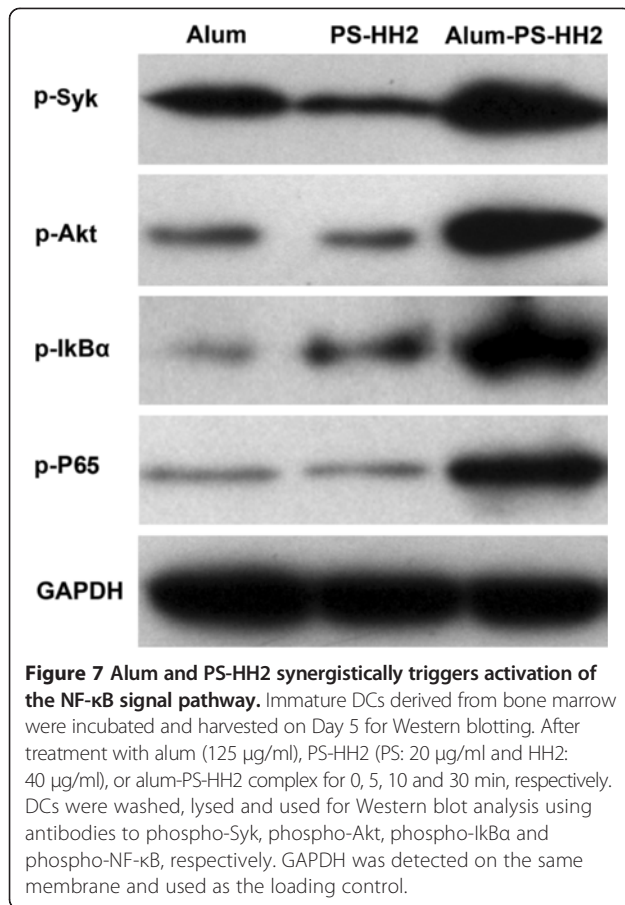 Alum PS-HH2 Alum-PS-HH2
p-Syk
p-Akt
p-IkBα
p-P65
GAPDH
Figure 7 Alum and PS-HH2 synergistically triggers activation of
the NF-κB signal pathway. Immature DCs derived from bone marrow
were incubated and harvested on Day 5 for Western blotting. After
treatment with alum (125 μg/ml), PS-HH2 (PS: 20 μg/ml and HH2:
40 μg/ml), or alum-PS-HH2 complex for 0, 5, 10 and 30 min, respectively.
DCs were washed, lysed and used for Western blot analysis using
antibodies to phospho-Syk, phospho-Akt, phospho-IkBα and
phospho-NF-κB, respectively. GAPDH was detected on the same
membrane and used as the loading control.